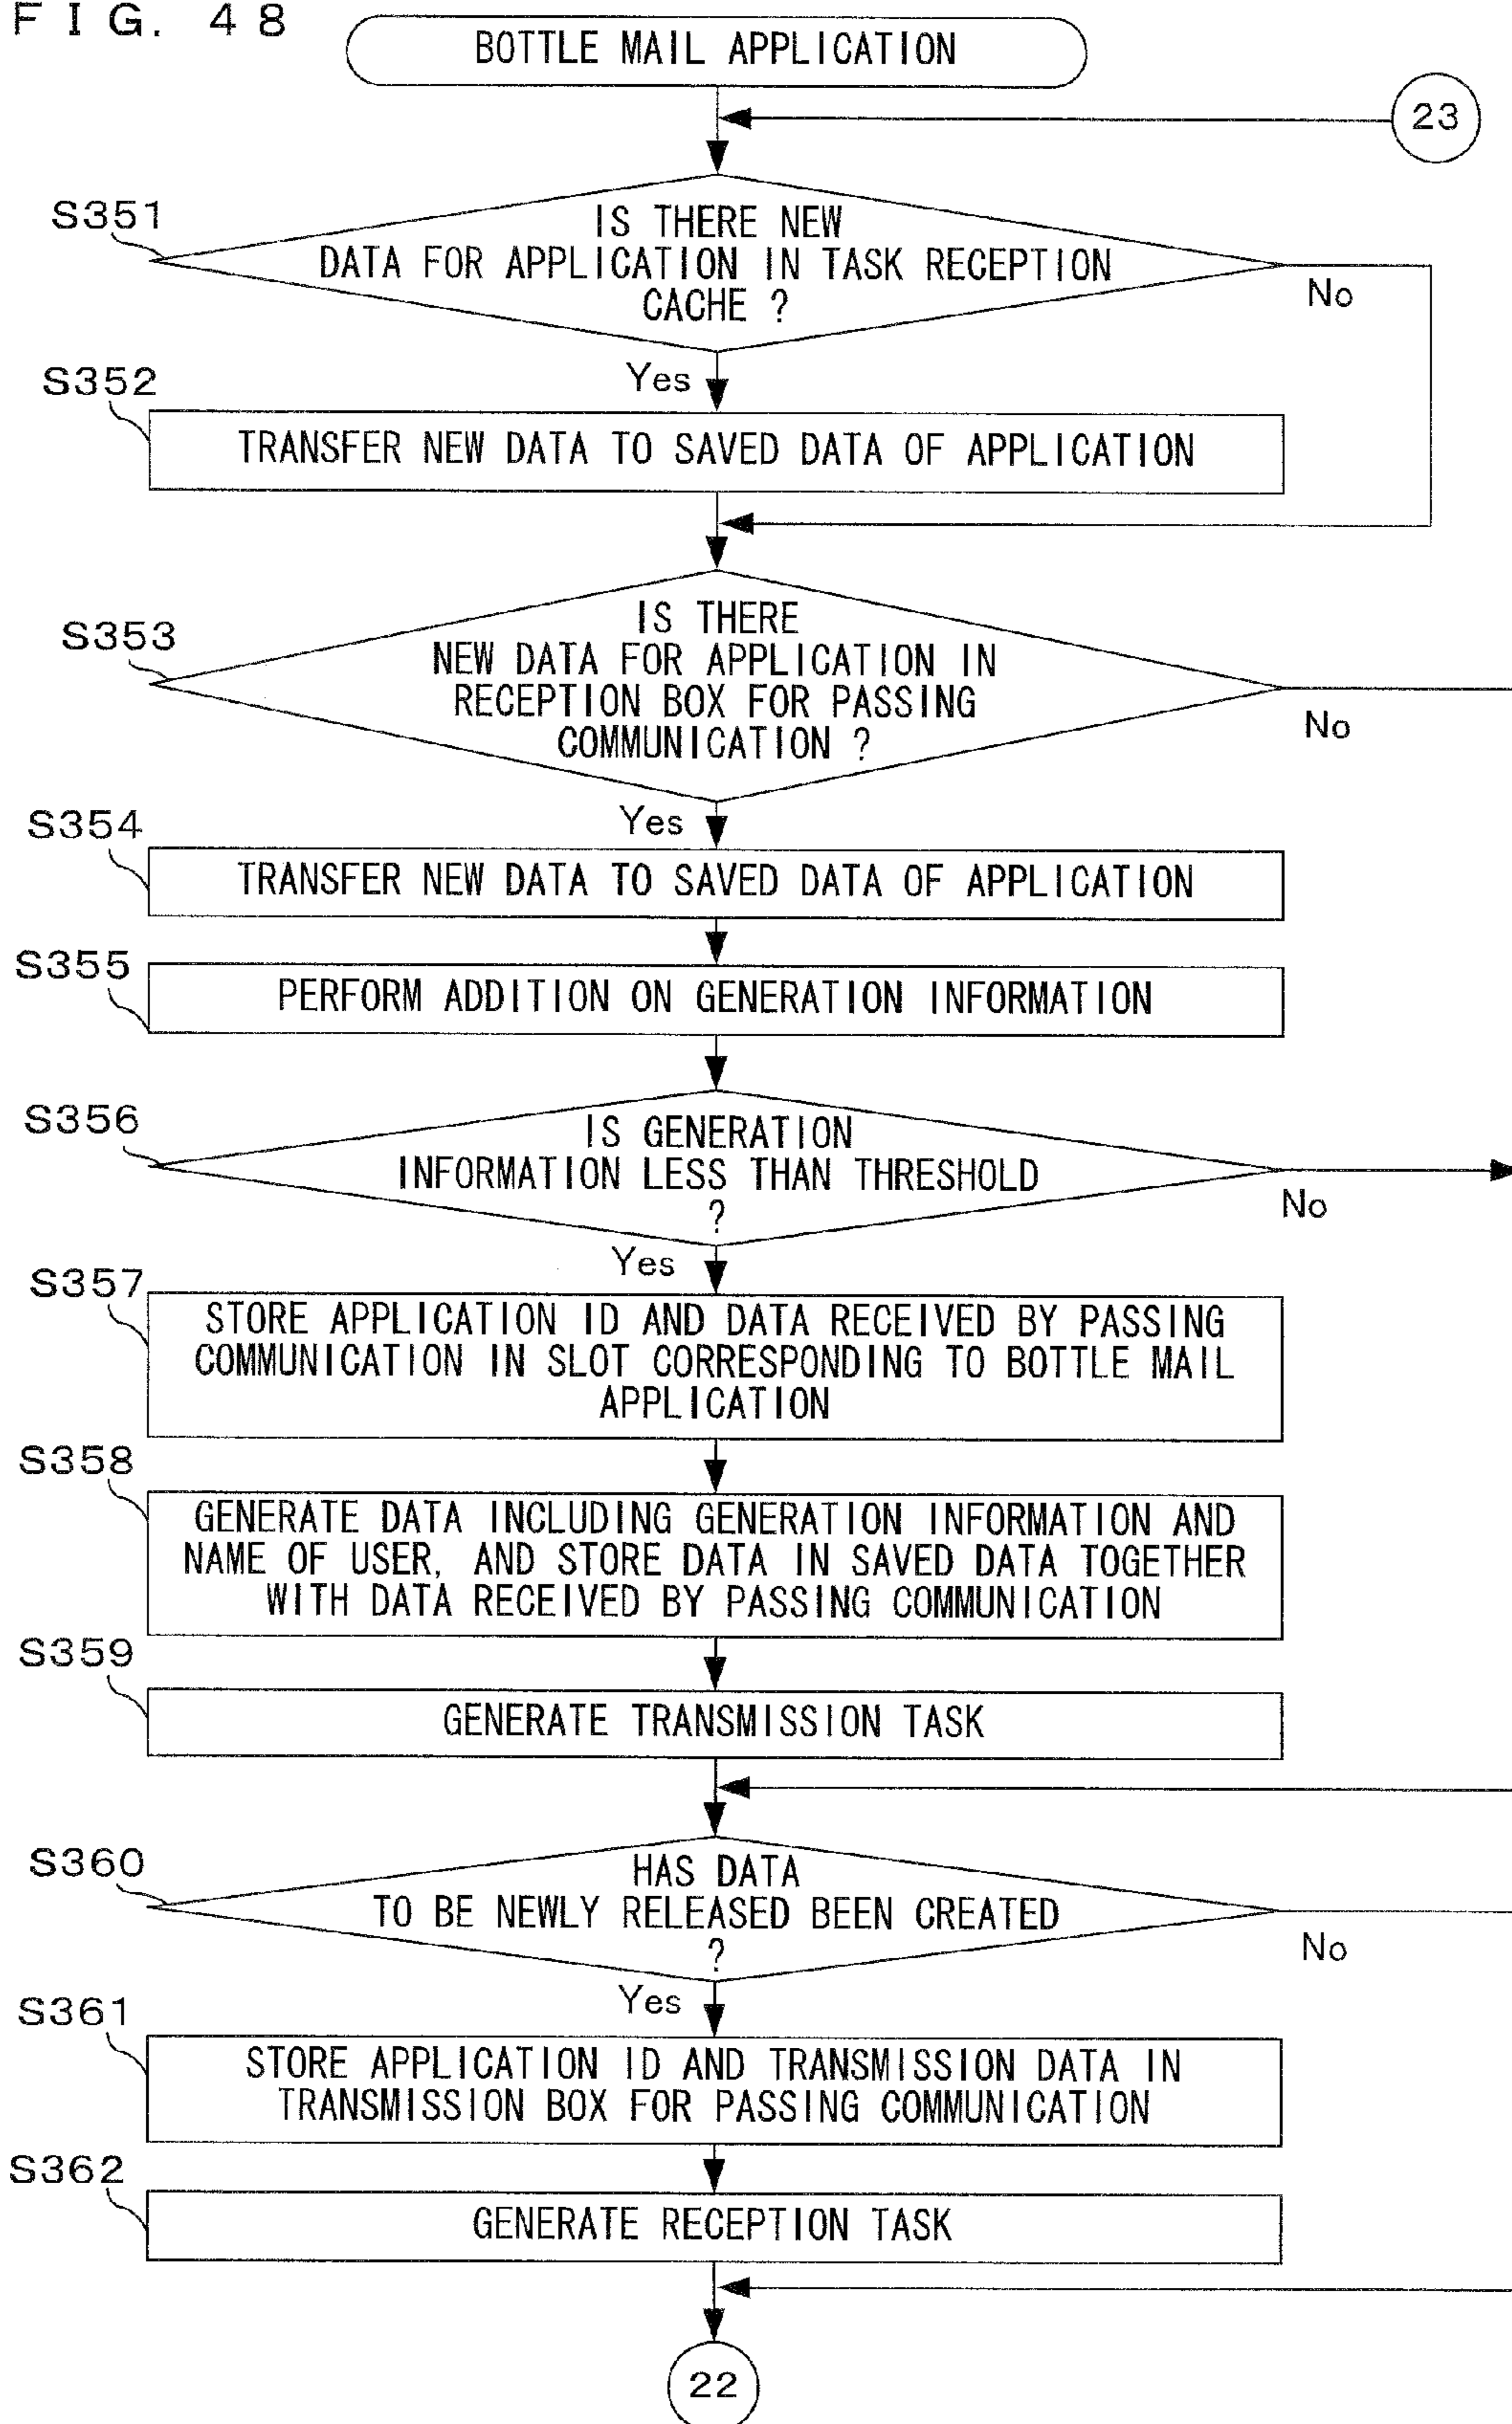 FIG. 48
BOTTLE MAIL APPLICATION
23
S351
IS THERE NEW
DATA FOR APPLICATION IN TASK RECEPTION
CACHE ?
No
Yes
S352
TRANSFER NEW DATA TO SAVED DATA OF APPLICATION
S353
IS THERE
NEW DATA FOR APPLICATION IN
RECEPTION BOX FOR PASSING
COMMUNICATION ?
No
Yes
S354
TRANSFER NEW DATA TO SAVED DATA OF APPLICATION
S355
PERFORM ADDITION ON GENERATION INFORMATION
S356
IS GENERATION
INFORMATION LESS THAN THRESHOLD
?
No
Yes
S357
STORE APPLICATION ID AND DATA RECEIVED BY PASSING
COMMUNICATION IN SLOT CORRESPONDING TO BOTTLE MAIL
APPLICATION
S358
GENERATE DATA INCLUDING GENERATION INFORMATION AND
NAME OF USER, AND STORE DATA IN SAVED DATA TOGETHER
WITH DATA RECEIVED BY PASSING COMMUNICATION
S359
GENERATE TRANSMISSION TASK
S360
HAS DATA
TO BE NEWLY RELEASED BEEN CREATED
?
No
Yes
S361
STORE APPLICATION ID AND TRANSMISSION DATA IN
TRANSMISSION BOX FOR PASSING COMMUNICATION
S362
GENERATE RECEPTION TASK
22